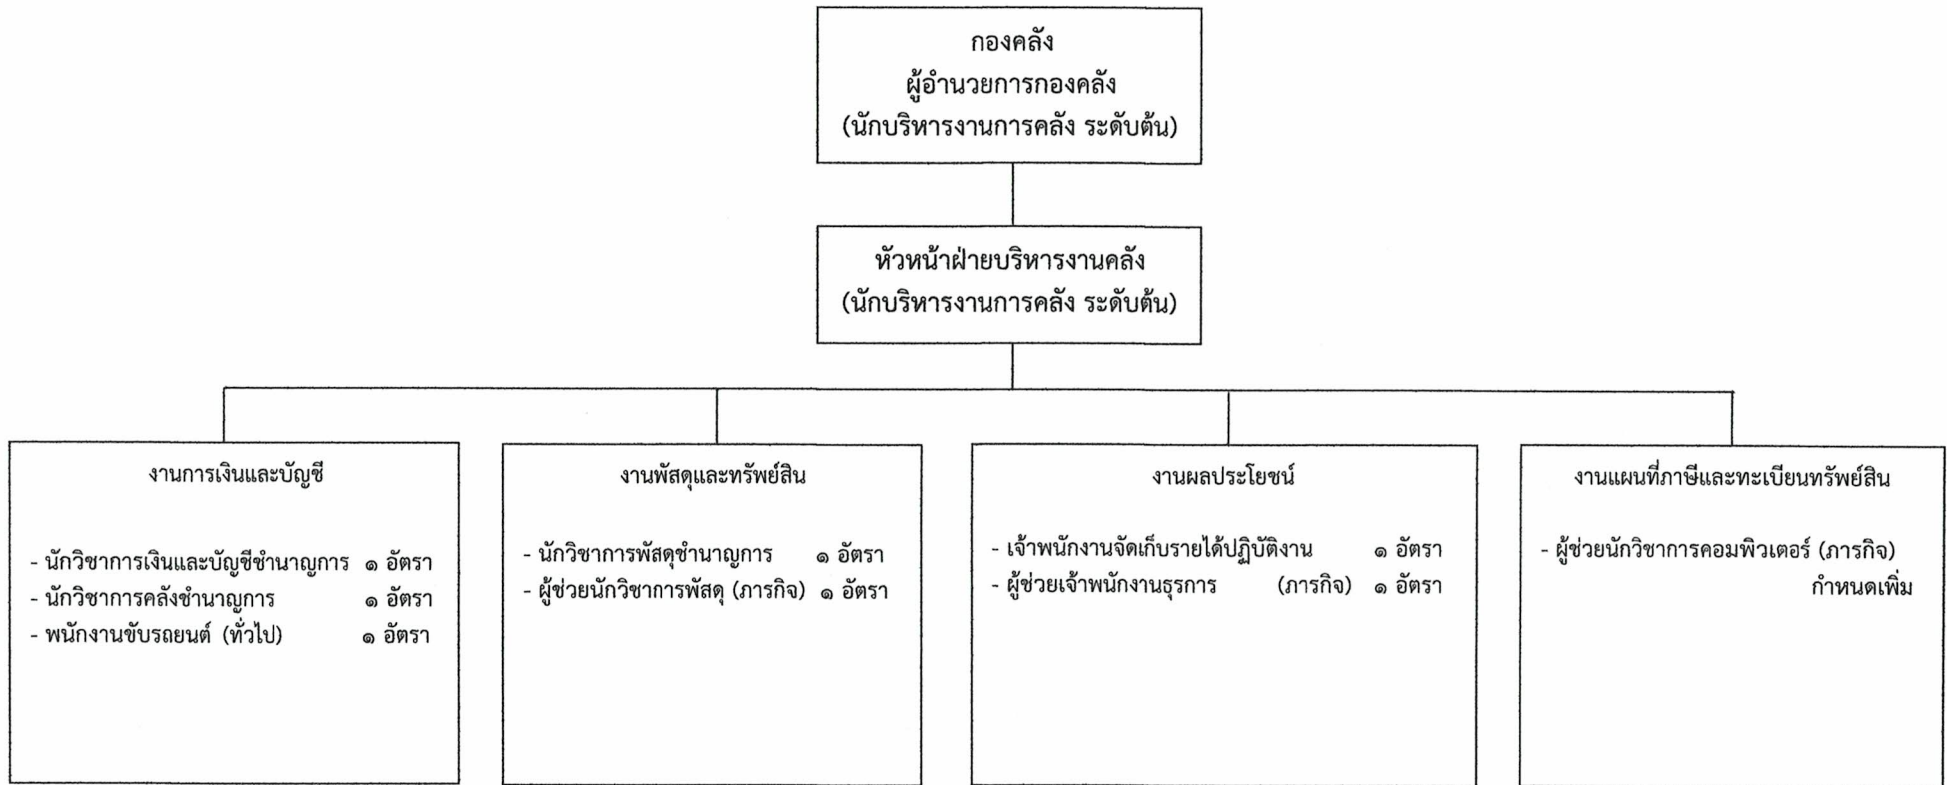 กองคลัง
ผู้อำนวยการกองคลัง
(นักบริหารงานการคลัง ระดับต้น)
หัวหน้าฝ่ายบริหารงานคลัง
(นักบริหารงานการคลัง ระดับต้น)
งานการเงินและบัญชี
- นักวิชาการเงินและบัญชีชำนาญการ ๑ อัตรา
- นักวิชาการคลังชำนาญการ ๑ อัตรา
- พนักงานขับรถยนต์ (ทั่วไป) ๑ อัตรา
งานพัสดุและทรัพย์สิน
- นักวิชาการพัสดุชำนาญการ ๑ อัตรา
- ผู้ช่วยนักวิชาการพัสดุ (ภารกิจ) ๑ อัตรา
งานผลประโยชน์
- เจ้าพนักงานจัดเก็บรายได้ปฏิบัติงาน ๑ อัตรา
- ผู้ช่วยเจ้าพนักงานธุรการ (ภารกิจ) ๑ อัตรา
งานแผนที่ภาษีและทะเบียนทรัพย์สิน
- ผู้ช่วยนักวิชาการคอมพิวเตอร์ (ภารกิจ)
กำหนดเพิ่ม